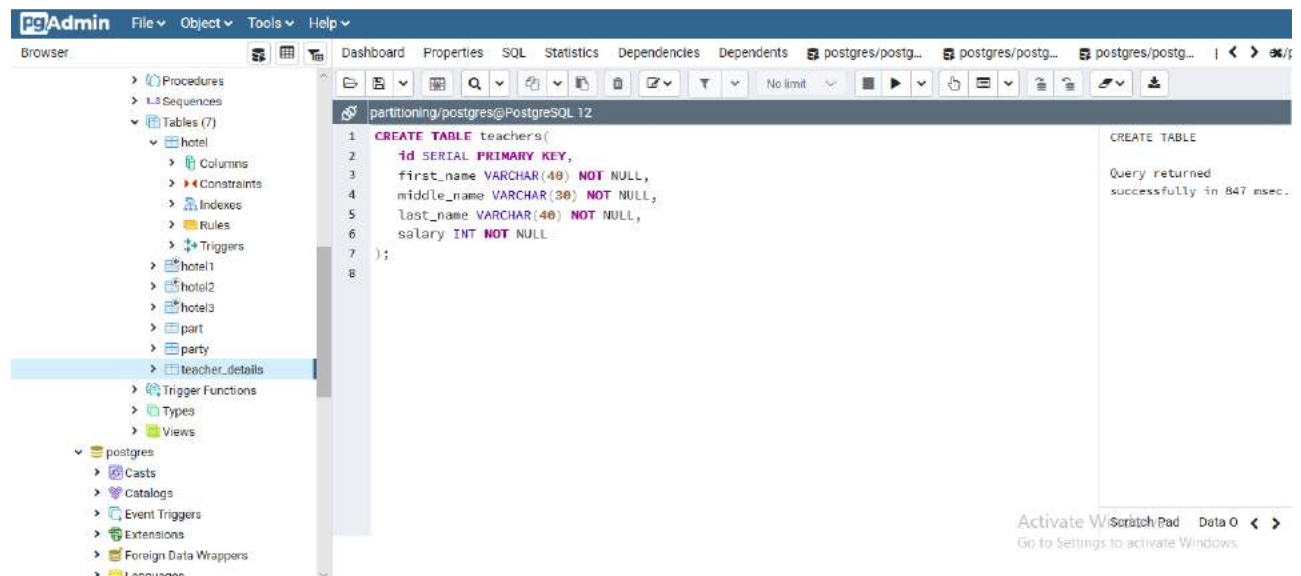 pgAdmin File Object Tools Help
Browser
Dashboard Properties SQL Statistics Dependencies Dependents postgres/postg... postgres/postg... postgres/postg...
No limit
partitioning/postgres@PostgreSQL 12
Procedures
1..3 Sequences
Tables (7)
hotel
Columns
Constraints
Indexes
Rules
Triggers
hotel1
hotel2
hotel3
part
party
teacher_details
Trigger Functions
Types
Views
postgres
Casts
Catalogs
Event Triggers
Extensions
Foreign Data Wrappers
Languages
1 CREATE TABLE teachers(
2 id SERIAL PRIMARY KEY,
3 first_name VARCHAR(40) NOT NULL,
4 middle_name VARCHAR(30) NOT NULL,
5 last_name VARCHAR(40) NOT NULL,
6 salary INT NOT NULL
7 );
8
CREATE TABLE
Query returned
successfully in 847 msec.
Scratch Pad Data O
Activate Windows
Go to Settings to activate Windows.